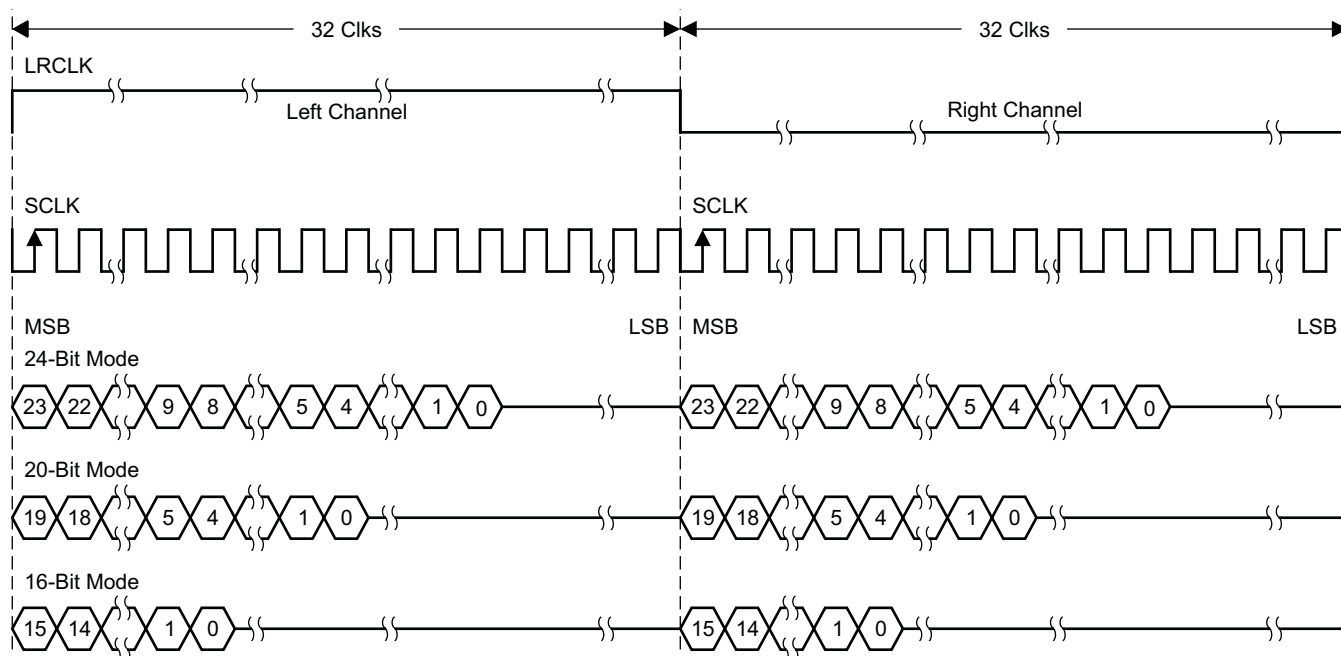 32 Clks 32 Clks
LRCLK
Left Channel Right Channel
SCLK SCLK
MSB LSB MSB LSB
24-Bit Mode
23 22 9 8 5 4 1 0 23 22 9 8 5 4 1 0
20-Bit Mode
19 18 5 4 1 0 19 18 5 4 1 0
16-Bit Mode
15 14 1 0 15 14 1 0